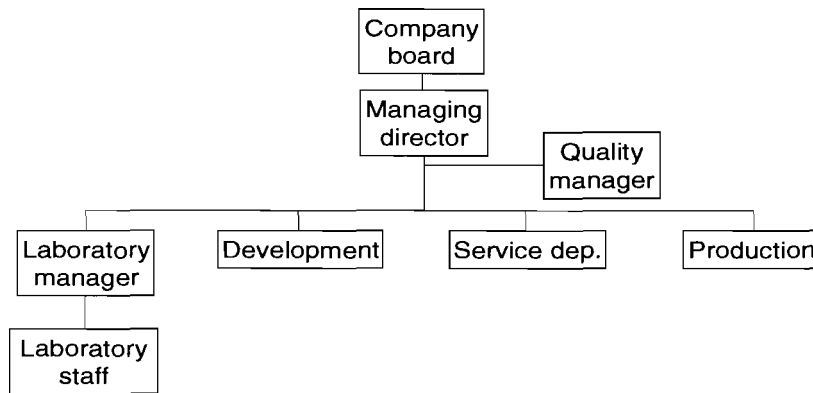 Company
board
Managing
director
Quality
manager
Laboratory
manager
Development
Service dep.
Production
Laboratory
staff